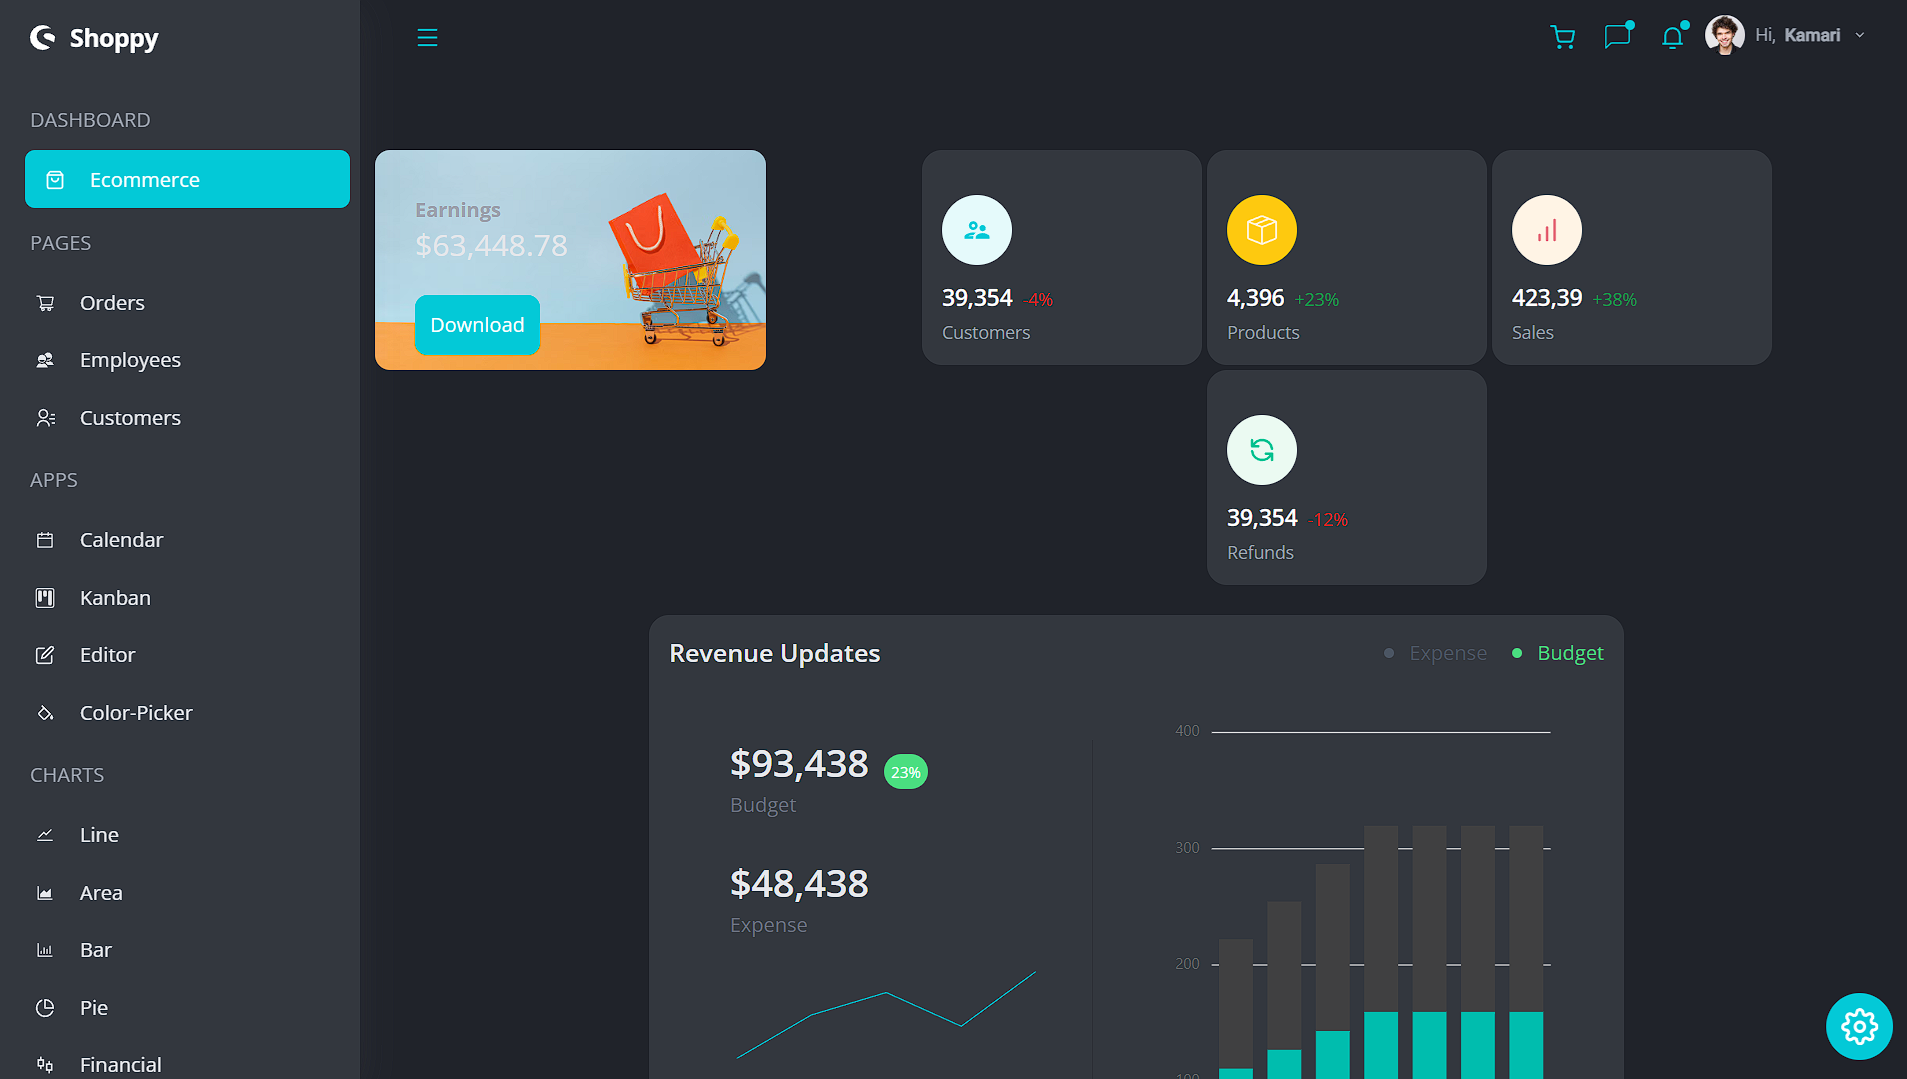 Shoppy
Hi, Kamari
DASHBOARD
Ecommerce
PAGES
Orders
Employees
Customers
APPS
Calendar
Kanban
Editor
Color-Picker
CHARTS
Line
Area
Bar
Pie
Financial
Earnings
$63,448.78
Download
39,354 -4%
Customers
4,396 +23%
Products
423,39 +38%
Sales
39,354 -12%
Refunds
Revenue Updates
Expense
Budget
$93,438 23%
Budget
$48,438
Expense
400
300
200
100